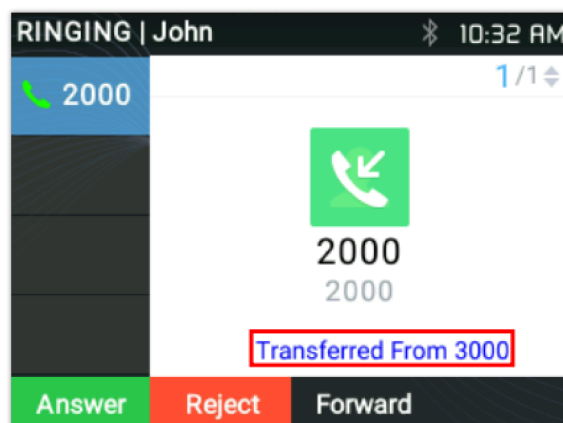 RINGING | John 10:32 AM
2000
1/1
2000
2000
Transferred From 3000
Answer Reject Forward